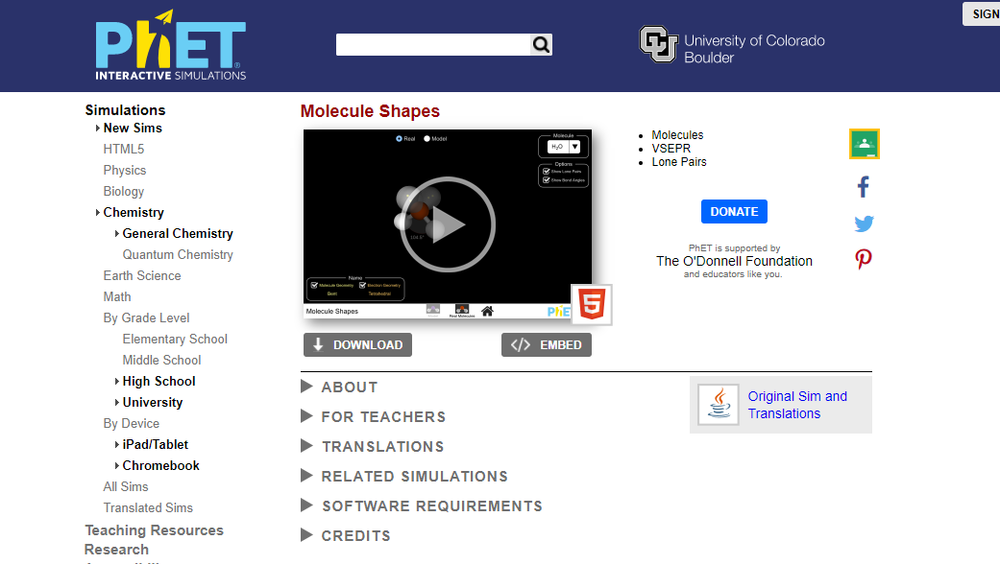 SIGN
PhET
INTERACTIVE SIMULATIONS
University of Colorado
Boulder
Simulations
New Sims
HTML5
Physics
Biology
Chemistry
General Chemistry
Quantum Chemistry
Earth Science
Math
By Grade Level
Elementary School
Middle School
High School
University
By Device
iPad/Tablet
Chromebook
All Sims
Translated Sims
Teaching Resources
Research
Molecule Shapes
Real Model
Molecule
H₂O
Options
Show Lone Pairs
Show Bond Angles
104.5°
Name
Molecule Geometry Electron Geometry
Bent Tetrahedral
Molecule Shapes
Model Real Molecules
PhET
5
DOWNLOAD
EMBED
Molecules
VSEPR
Lone Pairs
DONATE
PhET is supported by
The O'Donnell Foundation
and educators like you.
ABOUT
FOR TEACHERS
TRANSLATIONS
RELATED SIMULATIONS
SOFTWARE REQUIREMENTS
CREDITS
Original Sim and
Translations